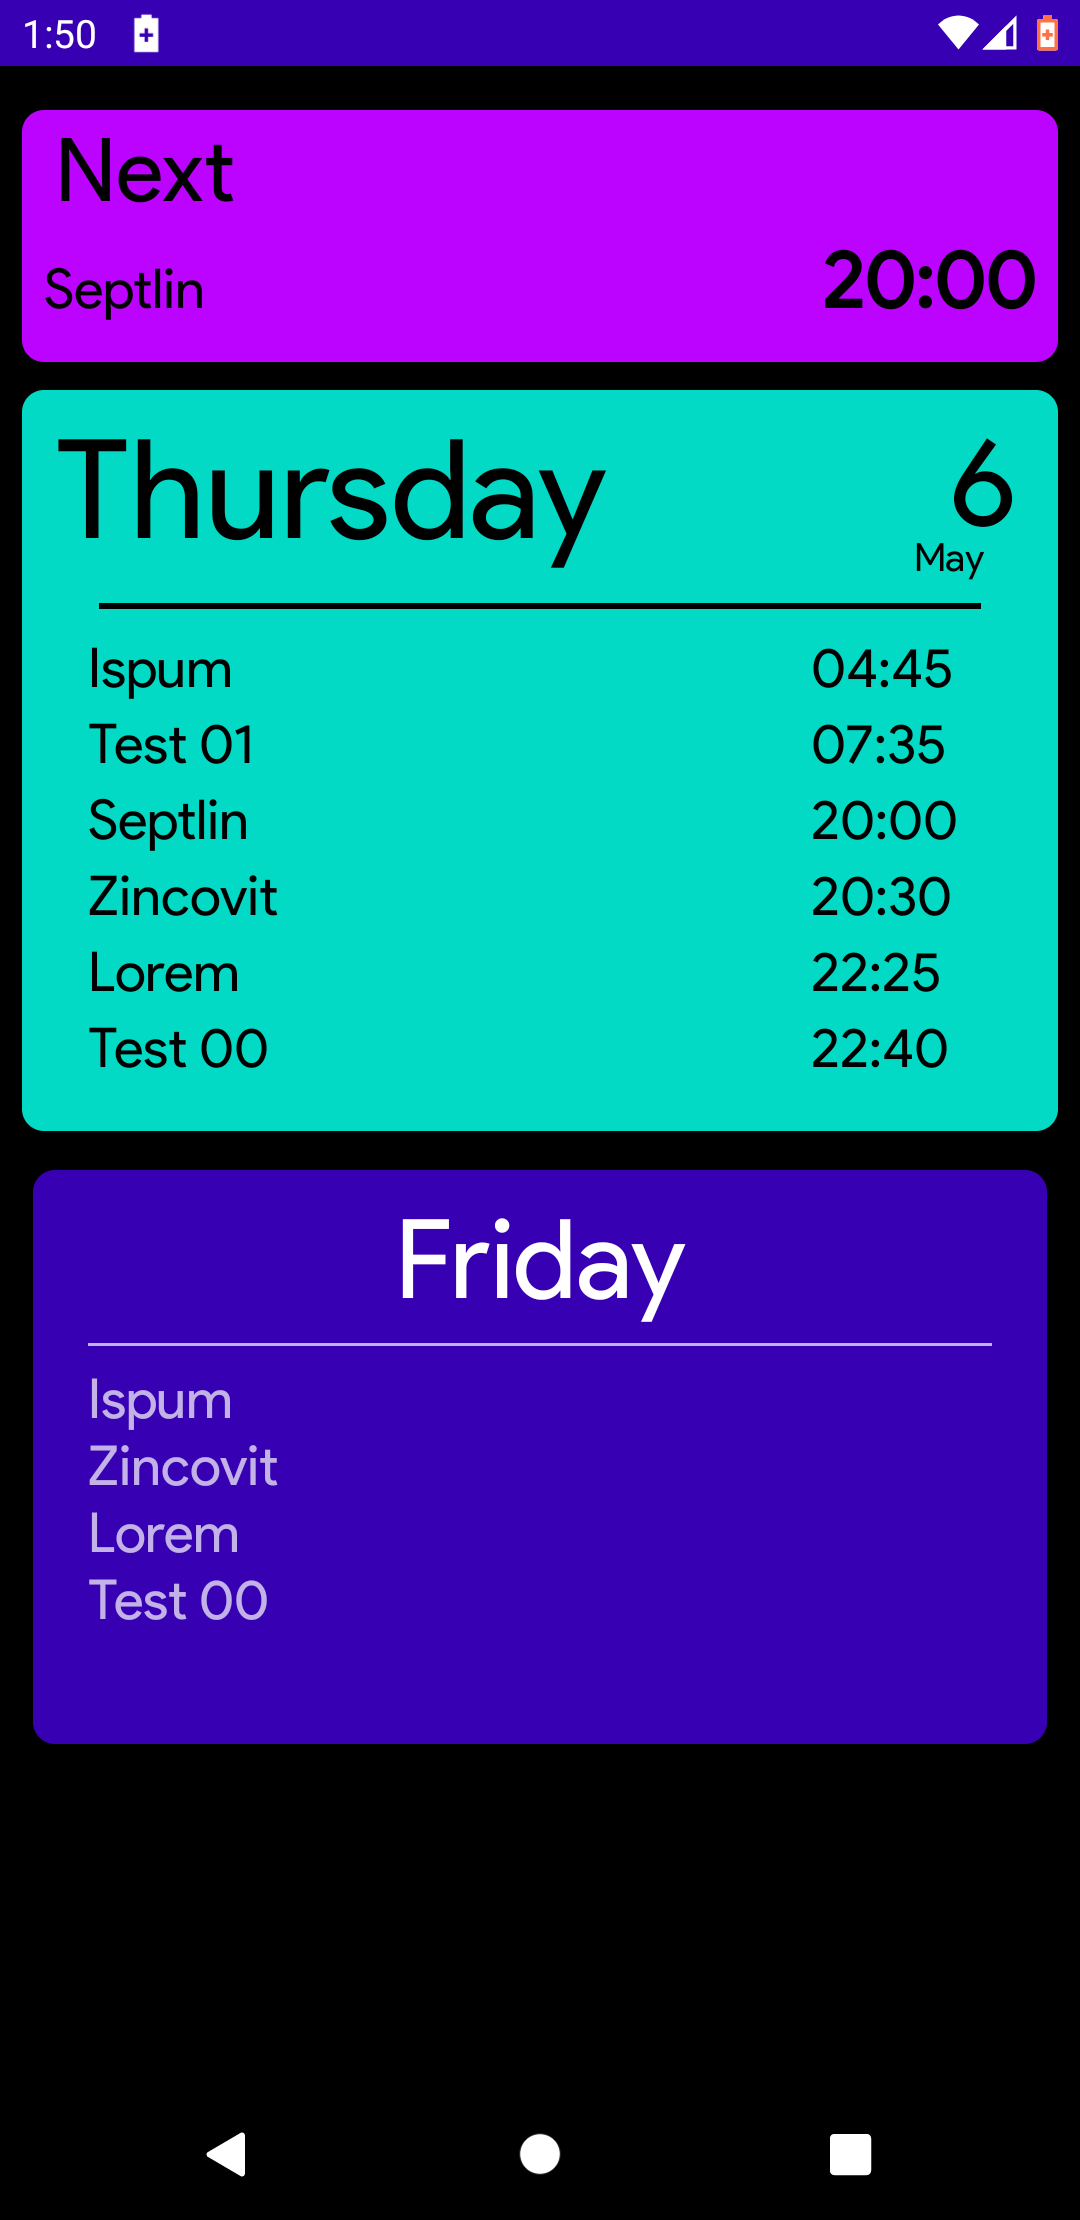 1:50
Next
Septlin 20:00
Thursday 6
May
Ispum 04:45
Test 01 07:35
Septlin 20:00
Zincovit 20:30
Lorem 22:25
Test 00 22:40
Friday
Ispum
Zincovit
Lorem
Test 00